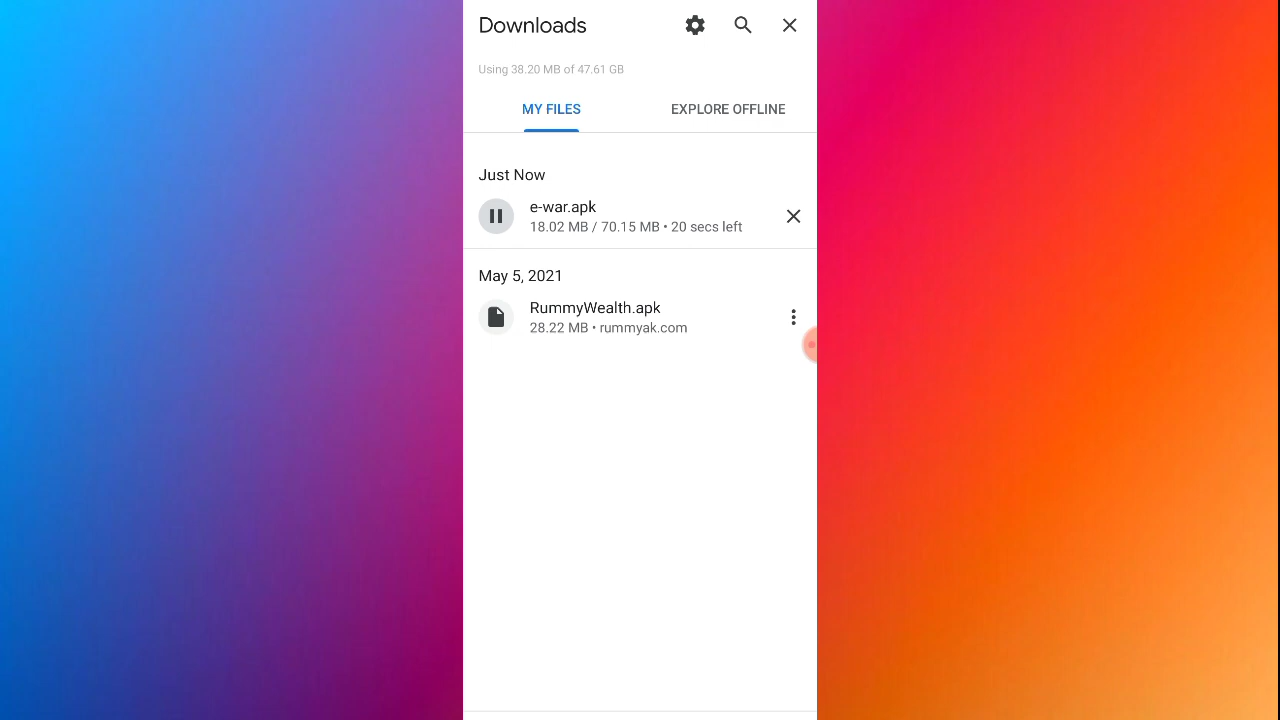 Downloads
Using 38.20 MB of 47.61 GB
MY FILES
EXPLORE OFFLINE
Just Now
e-war.apk
18.02 MB / 70.15 MB • 20 secs left
May 5, 2021
RummyWealth.apk
28.22 MB • rummyak.com